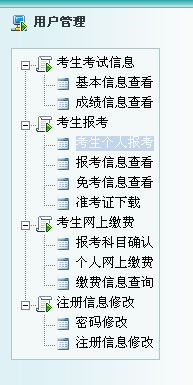 用户管理
考生考试信息
基本信息查看
成绩信息查看
考生报考
考生个人报考
报考信息查看
免考信息查看
准考证下载
考生网上缴费
报考科目确认
个人网上缴费
缴费信息查询
注册信息修改
密码修改
注册信息修改